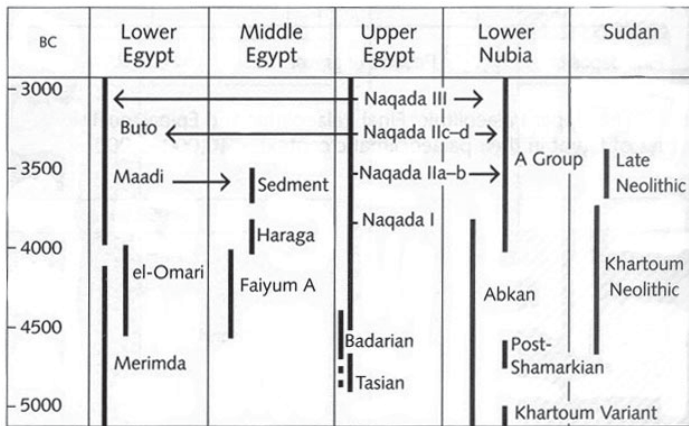 BC
Lower Egypt
Middle Egypt
Upper Egypt
Lower Nubia
Sudan
3000
Naqada III
Buto
Naqada IIc–d
3500
Maadi
Sedment
Naqada IIa–b
A Group
Late
Neolithic
Naqada I
4000
Haraga
el-Omari
Faiyum A
Abkan
Khartoum
Neolithic
4500
Merimda
Badarian
Post-
Shamarkian
Tasian
5000
Khartoum Variant